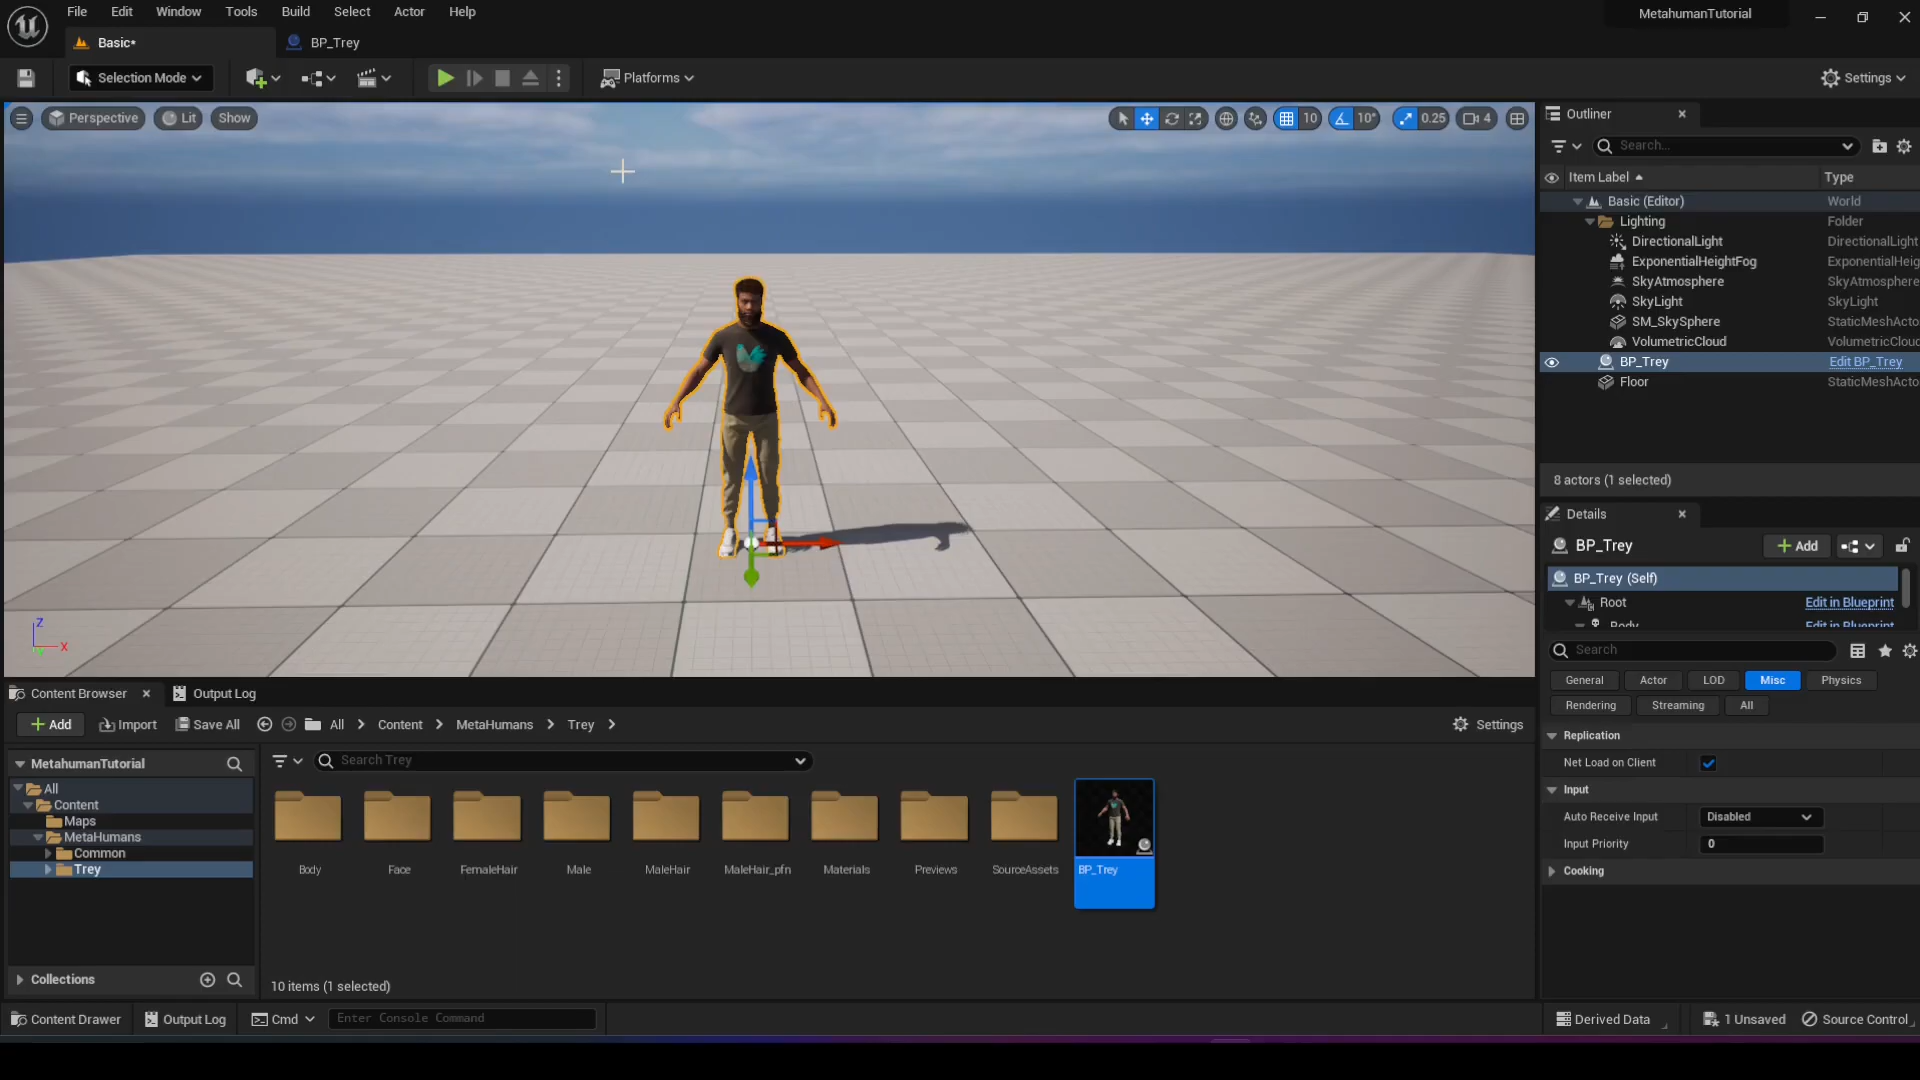 File Edit Window Tools Build Select Actor Help
MetahumanTutorial
Basic*
BP_Trey
Selection Mode
Platforms
Settings
Perspective
Lit
Show
10
10°
0.25
4
Outliner
Search...
Item Label
Type
Basic (Editor)
World
Lighting
Folder
DirectionalLight
DirectionalLight
ExponentialHeightFog
ExponentialHeig
SkyAtmosphere
SkyAtmosphere
SkyLight
SkyLight
SM_SkySphere
StaticMeshActo
VolumetricCloud
VolumetricCloud
BP_Trey
Edit BP_Trey
Floor
StaticMeshActo
8 actors (1 selected)
Details
BP_Trey
Add
BP_Trey (Self)
Root
Edit in Blueprint
Body
Edit in Blueprint
Search
General
Actor
LOD
Misc
Physics
Rendering
Streaming
All
Replication
Net Load on Client
Input
Auto Receive Input
Disabled
Input Priority
0
Cooking
Z
X
Content Browser
Output Log
Add
Import
Save All
All
Content
MetaHumans
Trey
Settings
MetahumanTutorial
All
Content
Maps
MetaHumans
Common
Trey
Collections
Search Trey
Body
Face
FemaleHair
Male
MaleHair
MaleHair_pfn
Materials
Previews
SourceAssets
BP_Trey
10 items (1 selected)
Content Drawer
Output Log
Cmd
Enter Console Command
Derived Data
1 Unsaved
Source Control